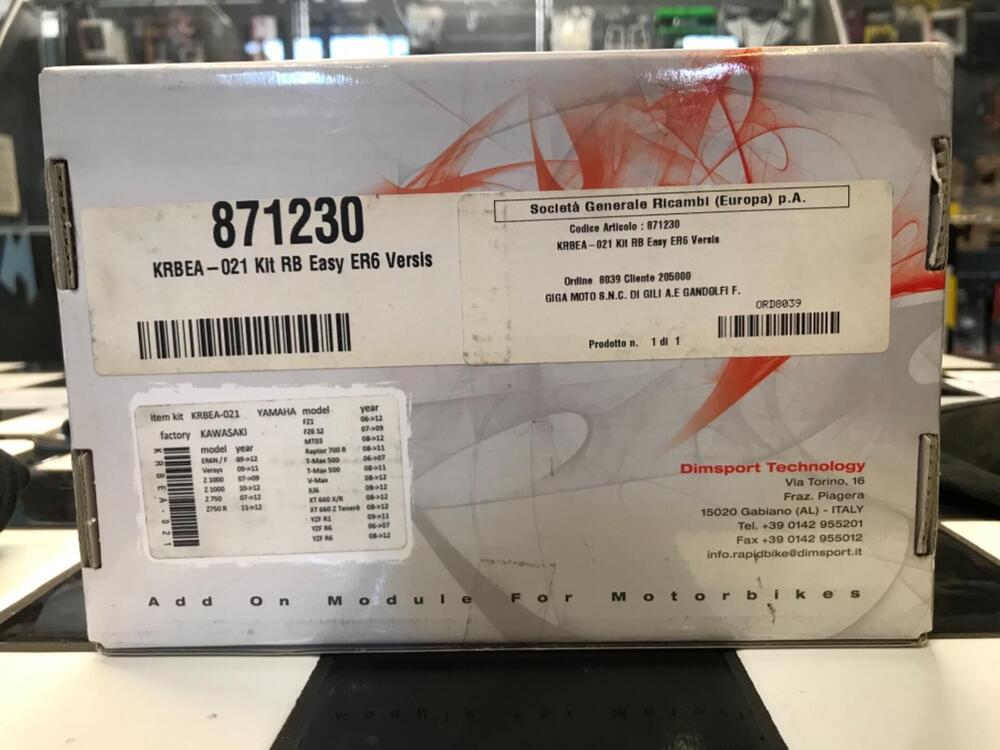 871230
KRBEA-021 Kit RB Easy ER6 Versis
Società Generale Ricambi (Europa) p.A.
Codice Articolo : 871230
KRBEA-021 Kit RB Easy ER6 Versis
Ordine 8039 Cliente 205000
GIGA MOTO S.N.C. DI GILI A.E GANDOLFI F.
ORD8039
Prodotto n. 1 di 1
item kit KRBEA-021
factory KAWASAKI
model year
ER6N / F 09->12
Versys 09->11
Z 1000 07->09
Z 1000 10->12
Z 750 07->12
Z750 R 11->12
KRBEA-021
YAMAHA model year
FZ1 06->12
FZ6 S2 07->09
MT03 08->12
Raptor 700 R 08->11
T-Max 500 06->07
T-Max 500 08->11
V-Max 08->12
XJ6 08->12
XT 660 X/R 08->12
XT 660 Z Tenerè 08->12
YZF R1 09->11
YZF R6 06->07
YZF R6 08->12
Dimsport Technology
Via Torino, 16
Fraz. Piagera
15020 Gabiano (AL) - ITALY
Tel. +39 0142 955201
Fax +39 0142 955012
info.rapidbike@dimsport.it
Add On Module For Motorbikes